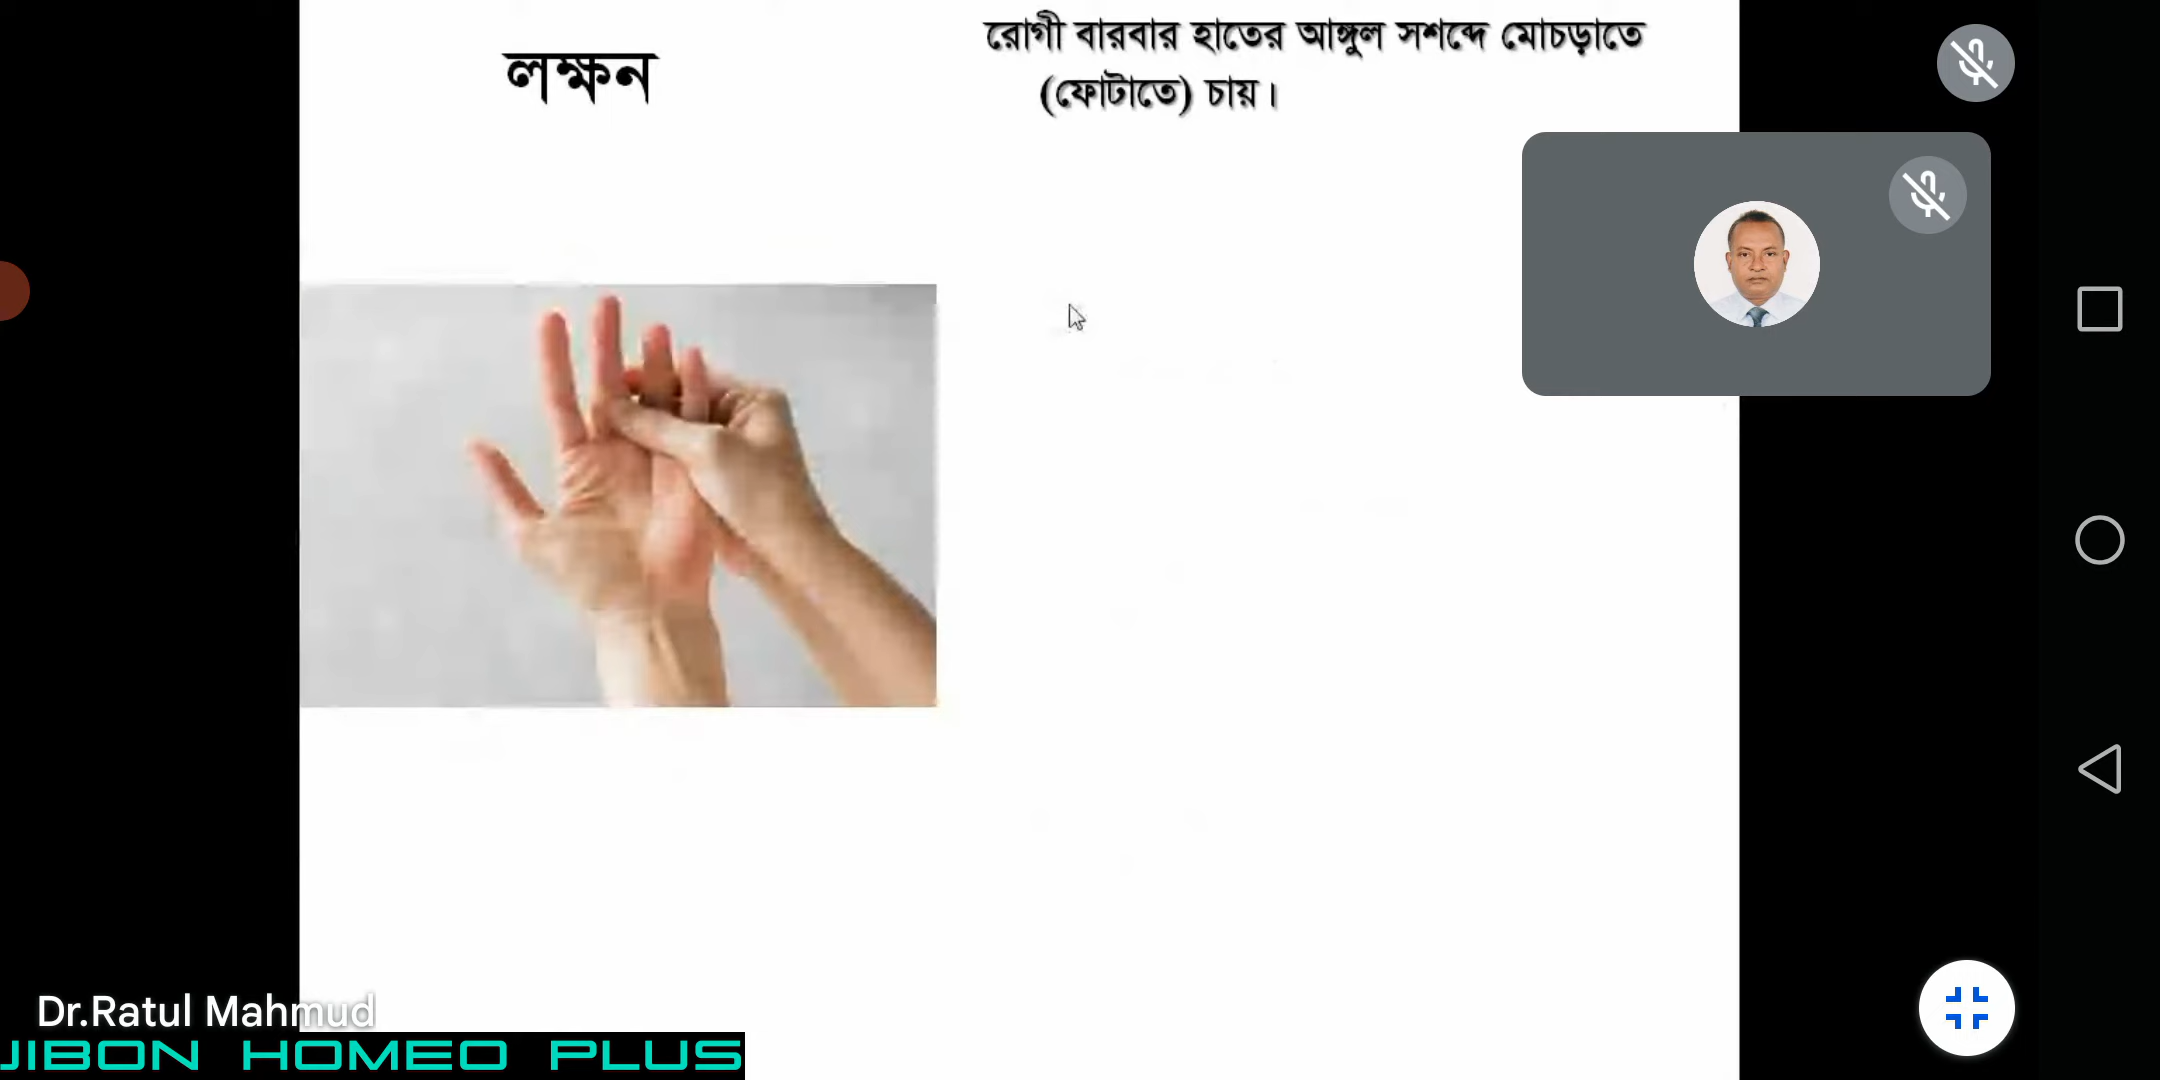 লক্ষন
রোগী বারবার হাতের আঙ্গুল সশব্দে মোচড়াতে
(ফোটাতে) চায়।
Dr.Ratul Mahmud
JIBON HOMEO PLUS